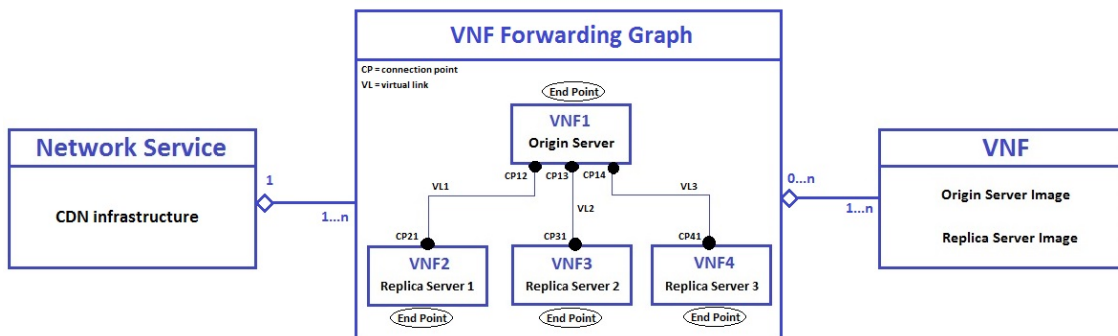 VNF Forwarding Graph
CP = connection point
VL = virtual link
End Point
VNF1
Origin Server
CP12
CP13
CP14
VL1
VL2
VL3
CP21
CP31
CP41
VNF2
Replica Server 1
VNF3
Replica Server 2
VNF4
Replica Server 3
End Point
End Point
End Point
Network Service
CDN infrastructure
1
1...n
VNF
Origin Server Image
Replica Server Image
0...n
1...n